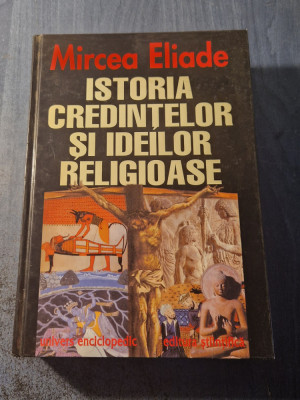 Mircea Eliade
ISTORIA
CREDINȚELOR
ȘI IDEILOR
RELIGIOASE
univers enciclopedic